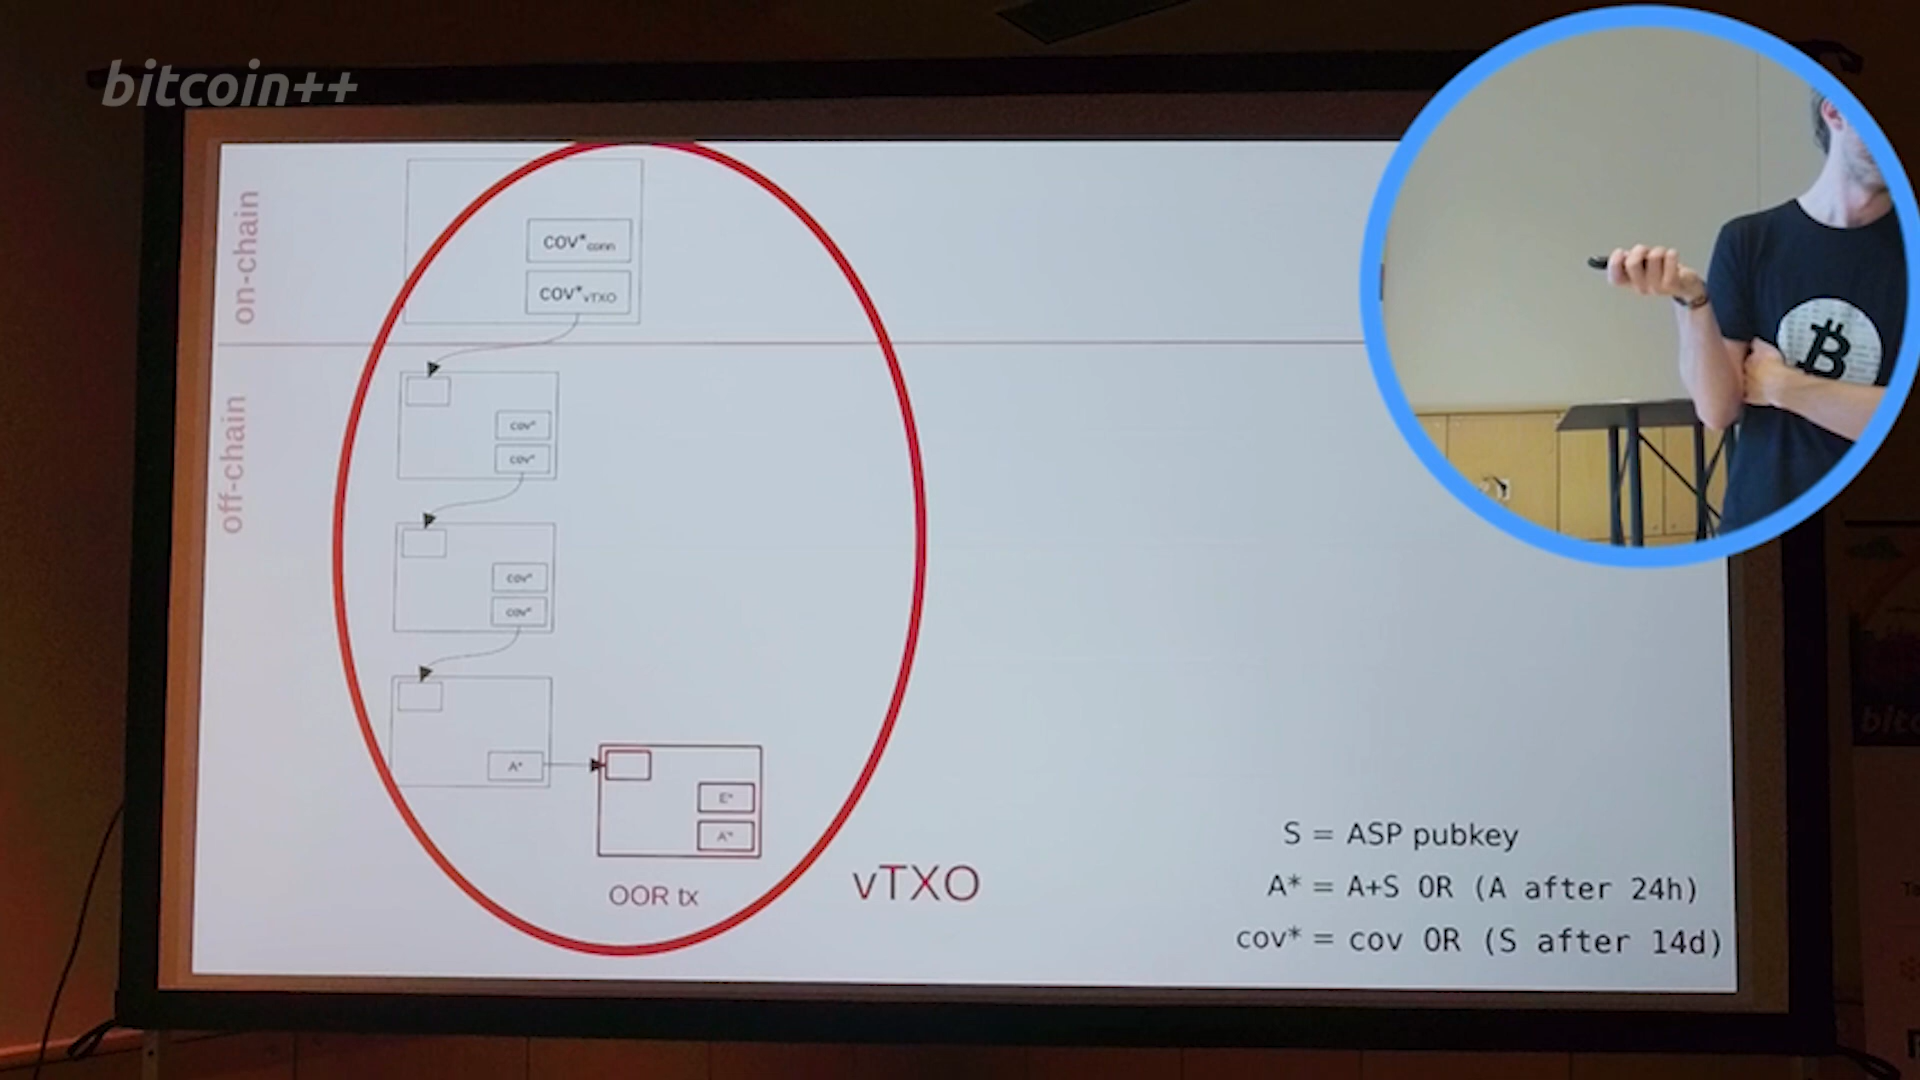 bitcoin++
on-chain
cov*conn
cov*vTXO
off-chain
cov*
cov*
cov*
cov*
A*
E*
A'*
OOR tx
vTXO
S = ASP pubkey
A* = A+S OR (A after 24h)
cov* = cov OR (S after 14d)
bitc